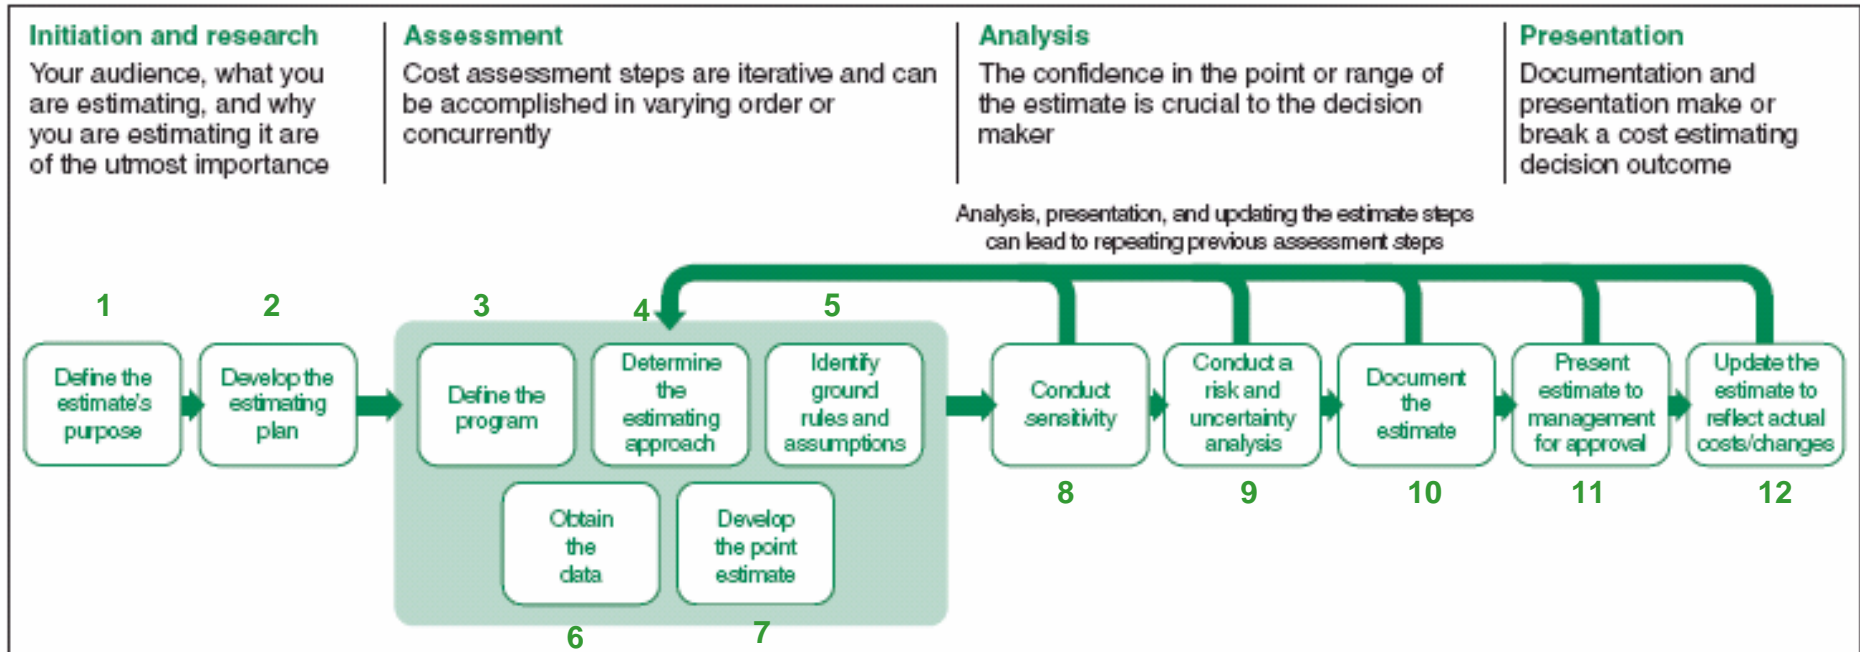 Initiation and research
Your audience, what you
are estimating, and why
you are estimating it are
of the utmost importance
Assessment
Cost assessment steps are iterative and can
be accomplished in varying order or
concurrently
Analysis
The confidence in the point or range of
the estimate is crucial to the decision
maker
Presentation
Documentation and
presentation make or
break a cost estimating
decision outcome
Analysis, presentation, and updating the estimate steps
can lead to repeating previous assessment steps
1
Define the
estimate's
purpose
2
Develop the
estimating
plan
3
Define the
program
4
Determine
the
estimating
approach
5
Identify
ground
rules and
assumptions
Obtain
the
data
6
Develop
the point
estimate
7
Conduct
sensitivity
8
Conduct a
risk and
uncertainty
analysis
9
Document
the
estimate
10
Present
estimate to
management
for approval
11
Update the
estimate to
reflect actual
costs/changes
12